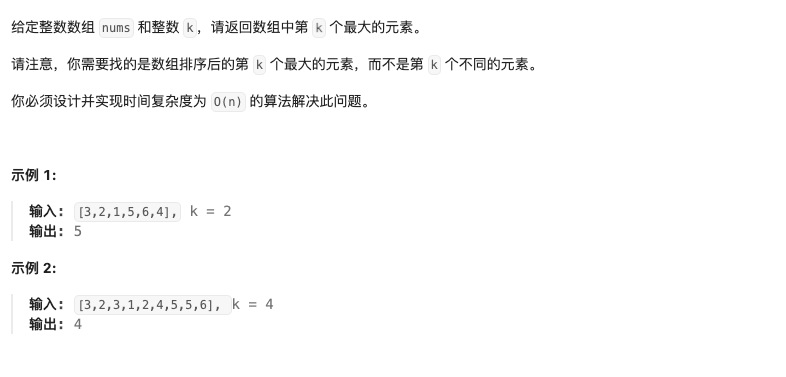 给定整数数组 nums 和整数 k，请返回数组中第 k 个最大的元素。
请注意，你需要找的是数组排序后的第 k 个最大的元素，而不是第 k 个不同的元素。
你必须设计并实现时间复杂度为 O(n) 的算法解决此问题。
示例 1:
输入: [3,2,1,5,6,4], k = 2
输出: 5
示例 2:
输入: [3,2,3,1,2,4,5,5,6], k = 4
输出: 4